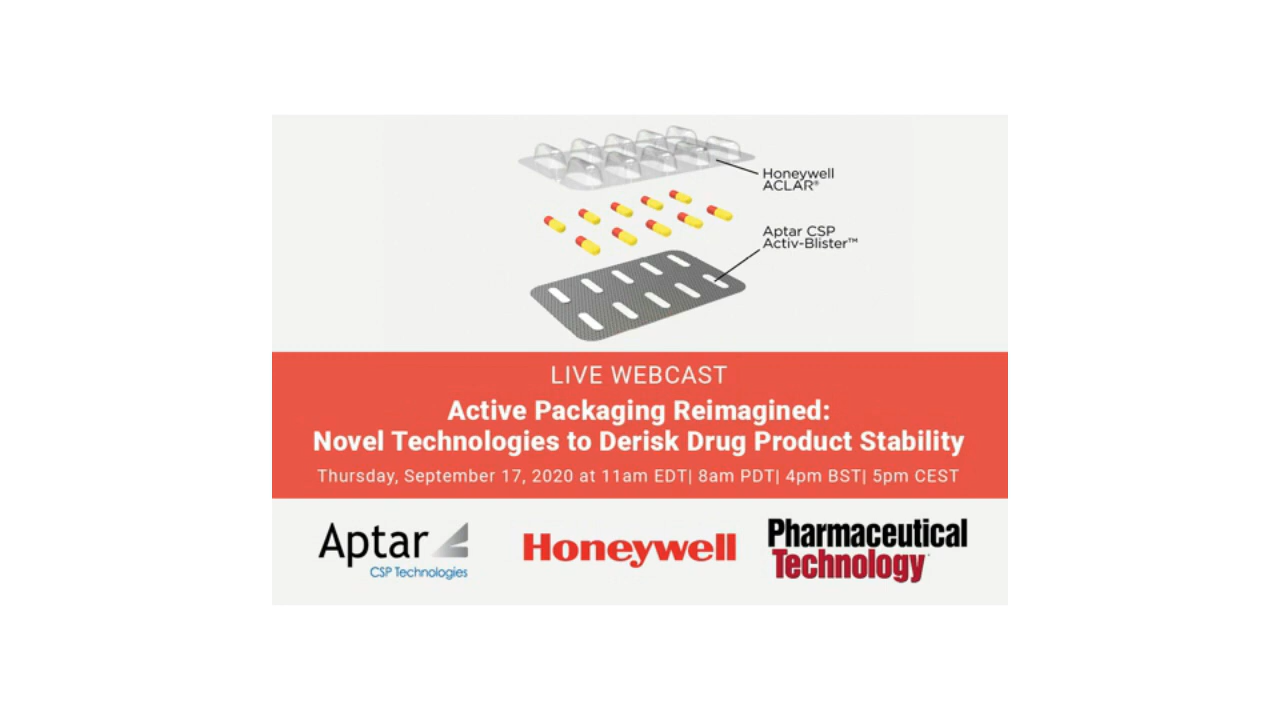 Honeywell
ACLAR®
Aptar CSP
Activ-Blister™
LIVE WEBCAST
Active Packaging Reimagined:
Novel Technologies to Derisk Drug Product Stability
Thursday, September 17, 2020 at 11am EDT| 8am PDT| 4pm BST| 5pm CEST
Aptar
CSP Technologies
Honeywell
Pharmaceutical
Technology